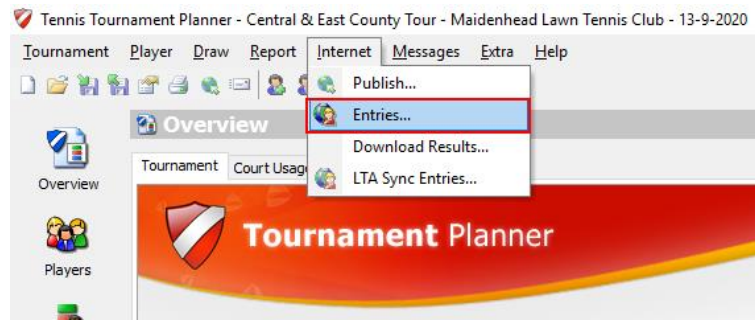 Tennis Tournament Planner - Central & East County Tour - Maidenhead Lawn Tennis Club - 13-9-2020
Tournament Player Draw Report Internet Messages Extra Help
Publish...
Entries...
Download Results...
LTA Sync Entries...
Overview
Tournament Court Usag
Overview
Tournament Planner
Players